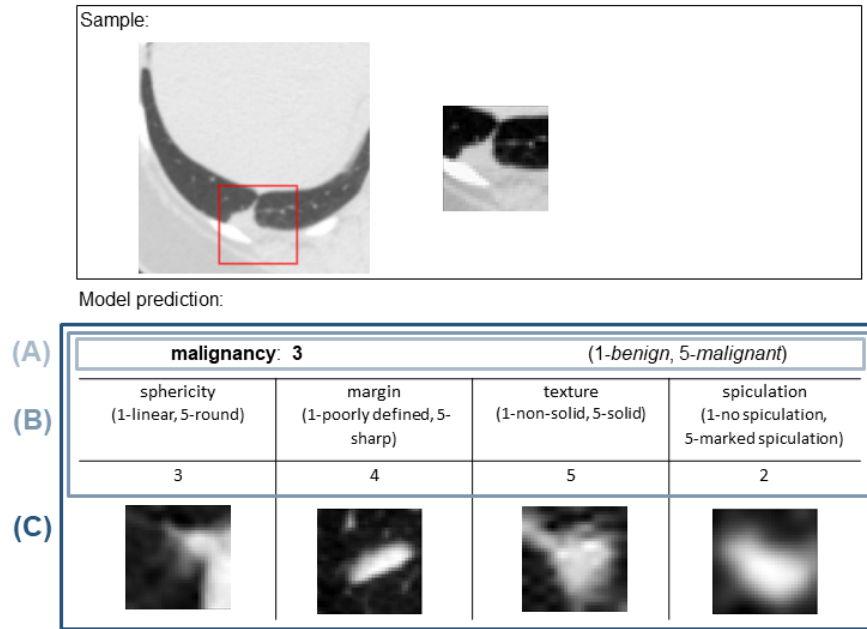 Sample:
Model prediction:
(A)
malignancy: 3
(1-benign, 5-malignant)
(B)
sphericity
(1-linear, 5-round)
margin
(1-poorly defined, 5-
sharp)
texture
(1-non-solid, 5-solid)
spiculation
(1-no spiculation,
5-marked spiculation)
3
4
5
2
(C)